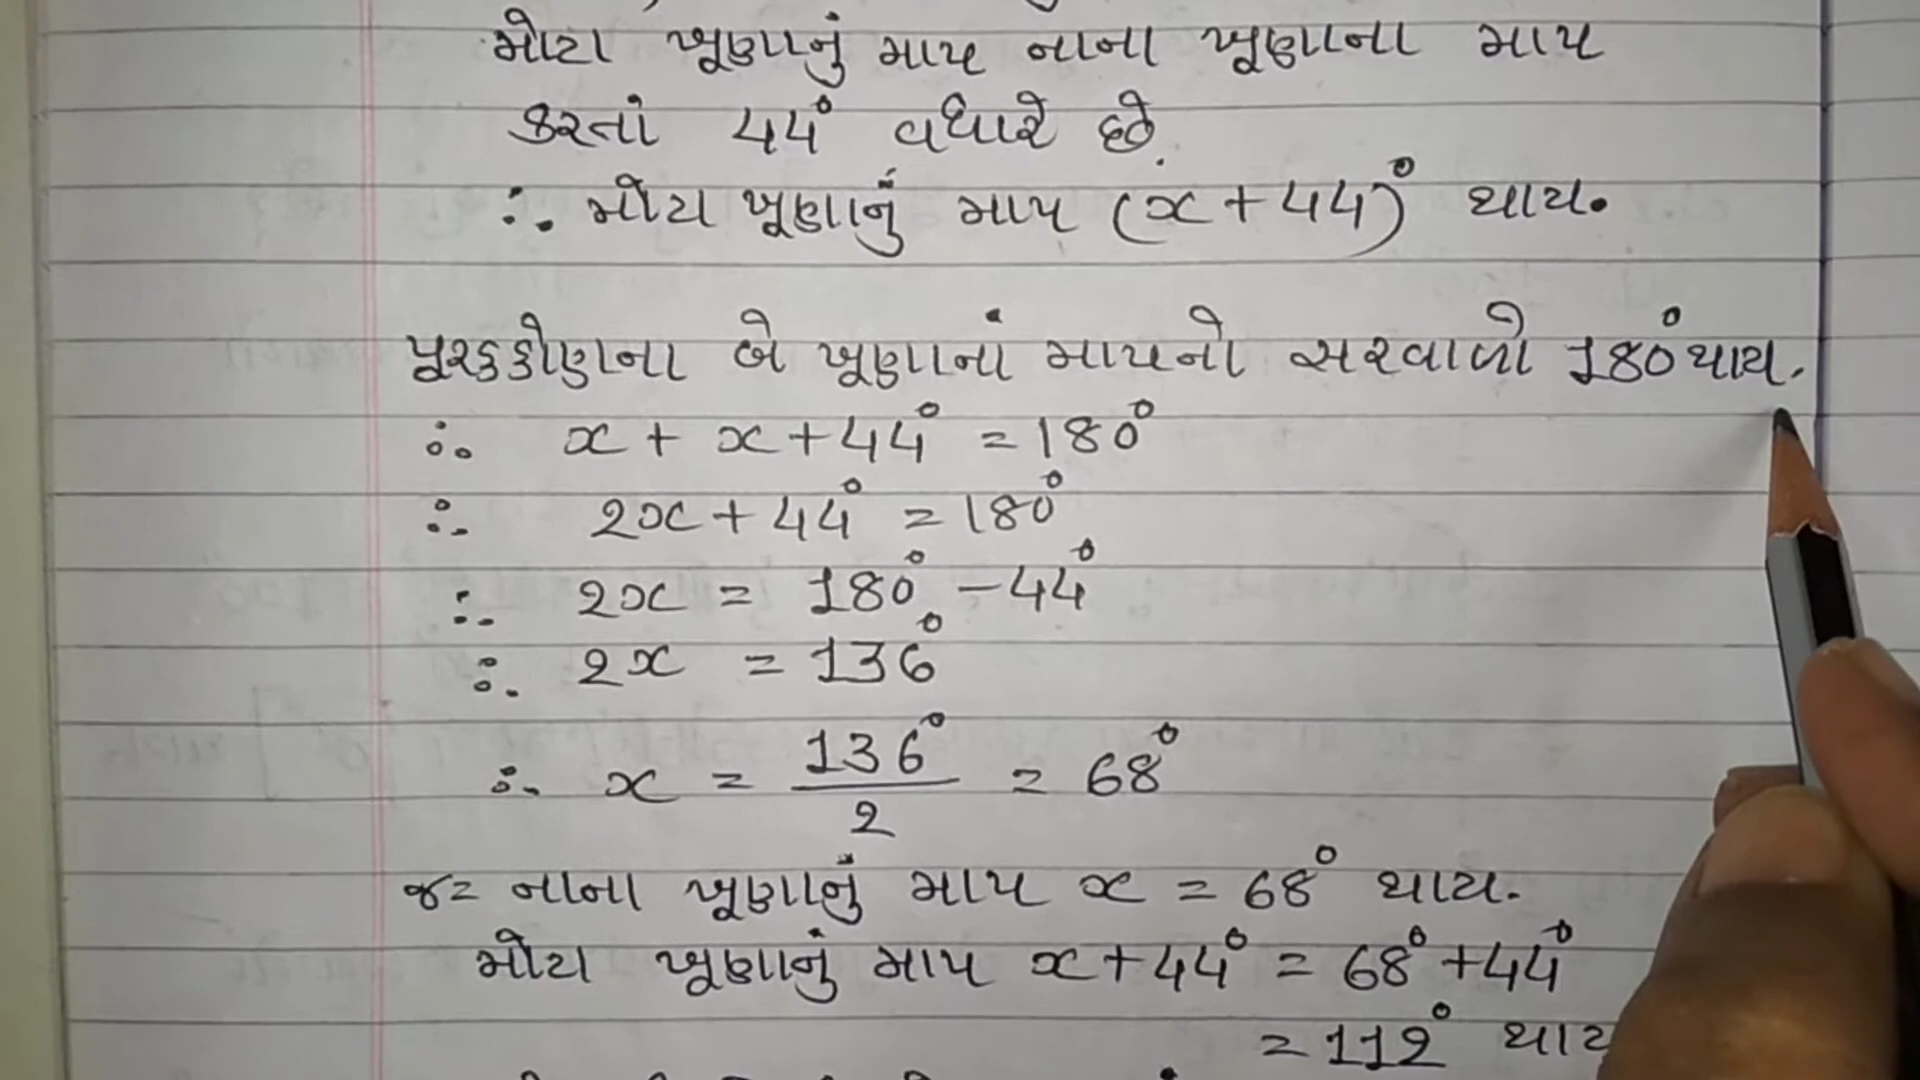 મોટા ખૂણાનું માપ નાના ખૂણાના માપ
કરતાં 44° વધારે છે.
∴ મોટા ખૂણાનું માપ (x + 44)° થાય.
પૂરકકોણના બે ખૂણાનાં માપનો સરવાળો 180° થાય.
∴ x + x + 44° = 180°
∴ 2x + 44° = 180°
∴ 2x = 180° - 44°
∴ 2x = 136°
∴ x = 136°/2 = 68°
જ= નાના ખૂણાનું માપ x = 68° થાય.
મોટા ખૂણાનું માપ x + 44° = 68° + 44°
= 112° થાય